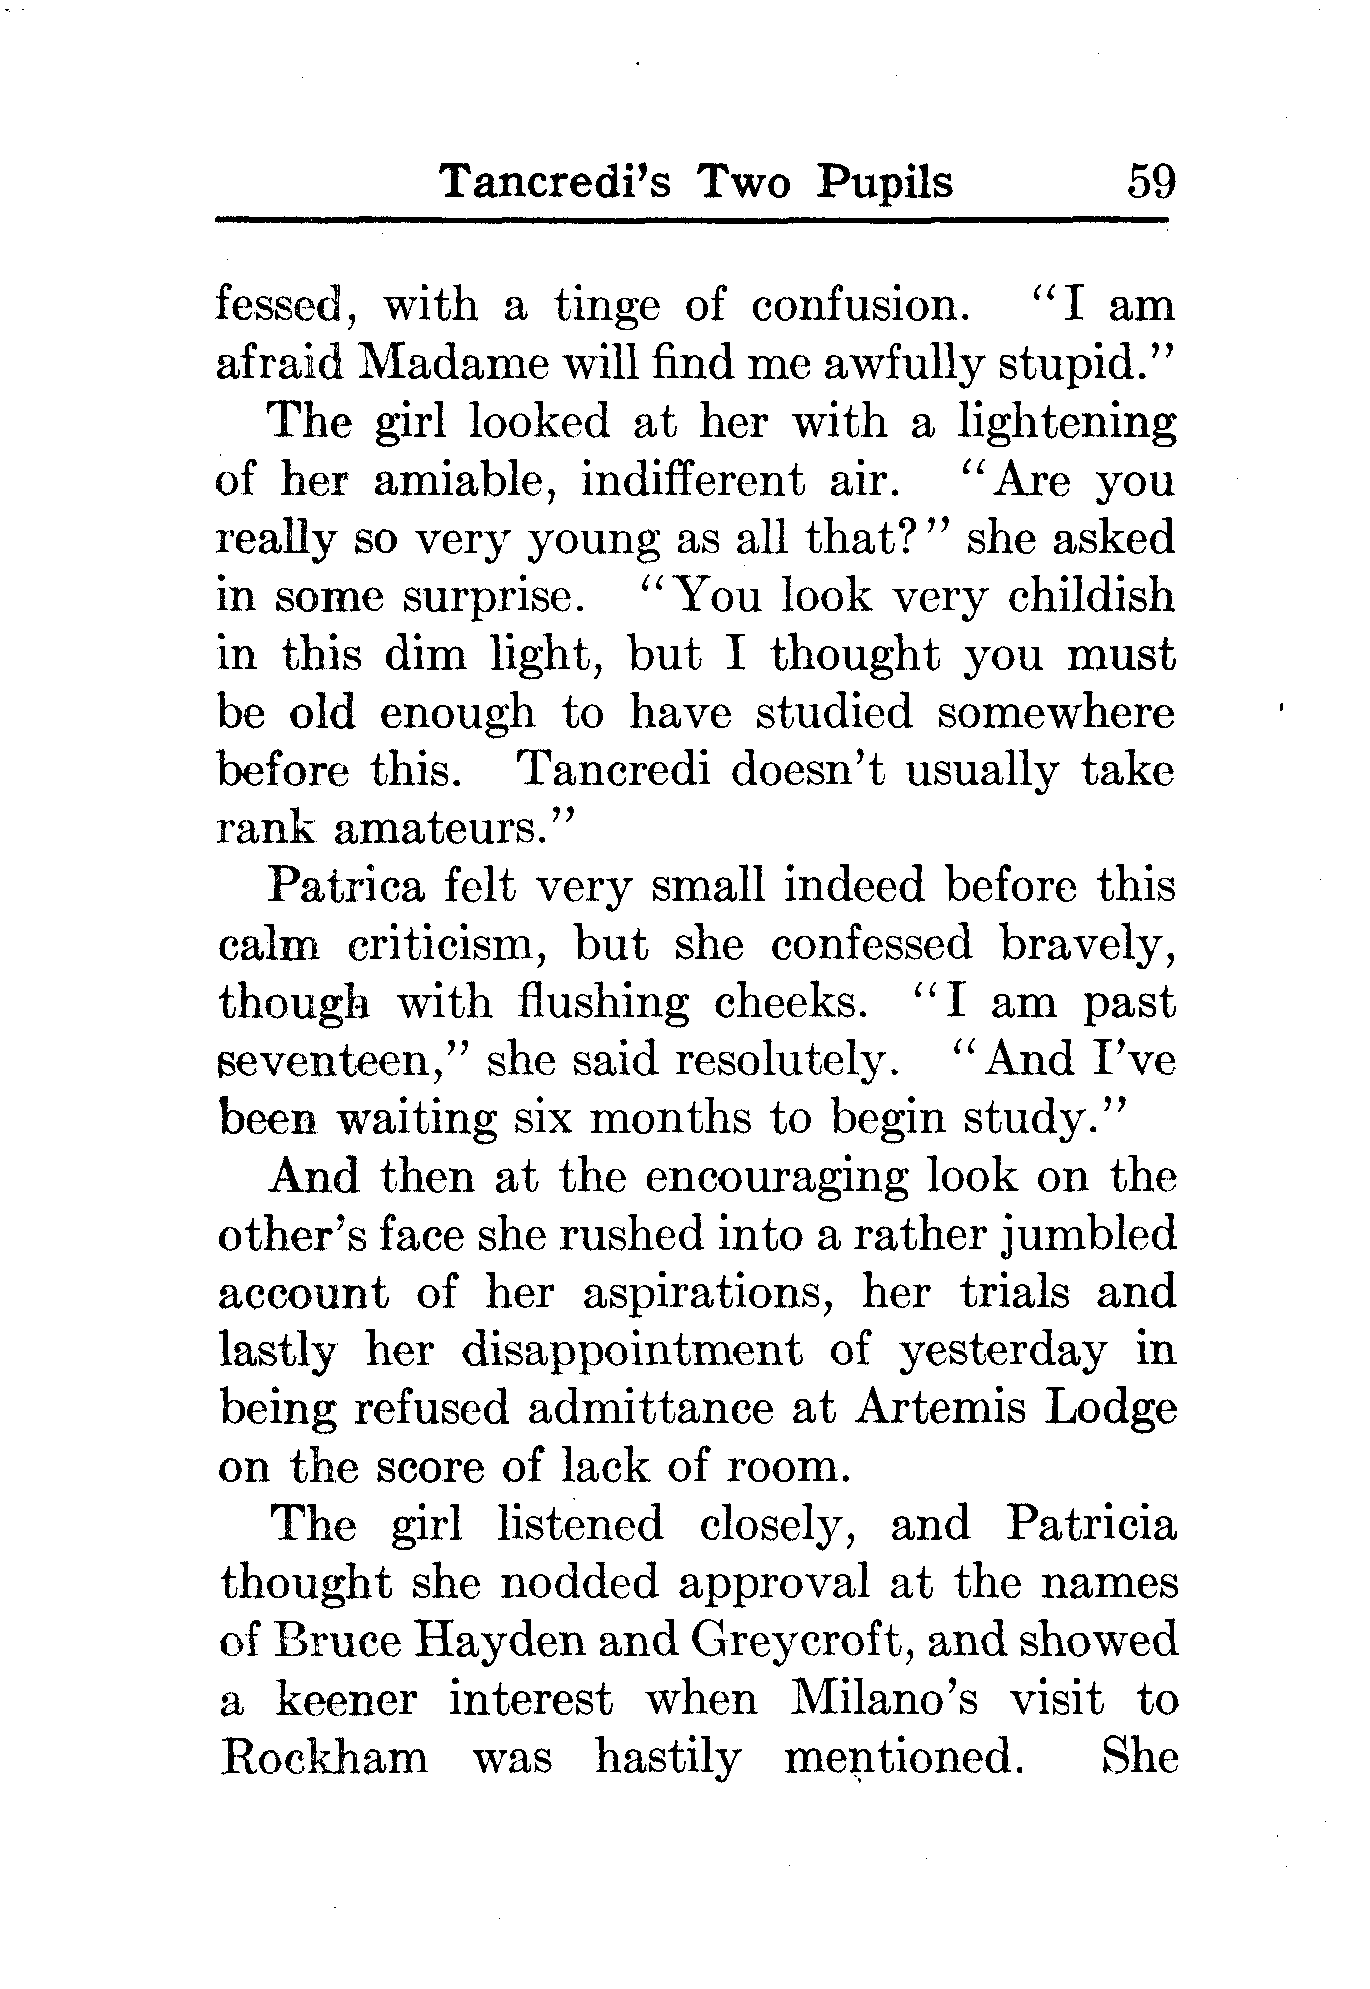 Tancredi's Two Pupils 59
fessed, with a tinge of confusion. "I am
afraid Madame will find me awfully stupid."
The girl looked at her with a lightening
of her amiable, indifferent air. "Are you
really so very young as all that?" she asked
in some surprise. "You look very childish
in this dim light, but I thought you must
be old enough to have studied somewhere
before this. Tancredi doesn't usually take
rank amateurs."
Patrica felt very small indeed before this
calm criticism, but she confessed bravely,
though with flushing cheeks. "I am past
seventeen," she said resolutely. "And I've
been waiting six months to begin study."
And then at the encouraging look on the
other's face she rushed into a rather jumbled
account of her aspirations, her trials and
lastly her disappointment of yesterday in
being refused admittance at Artemis Lodge
on the score of lack of room.
The girl listened closely, and Patricia
thought she nodded approval at the names
of Bruce Hayden and Greycroft, and showed
a keener interest when Milano's visit to
Rockham was hastily mentioned. She